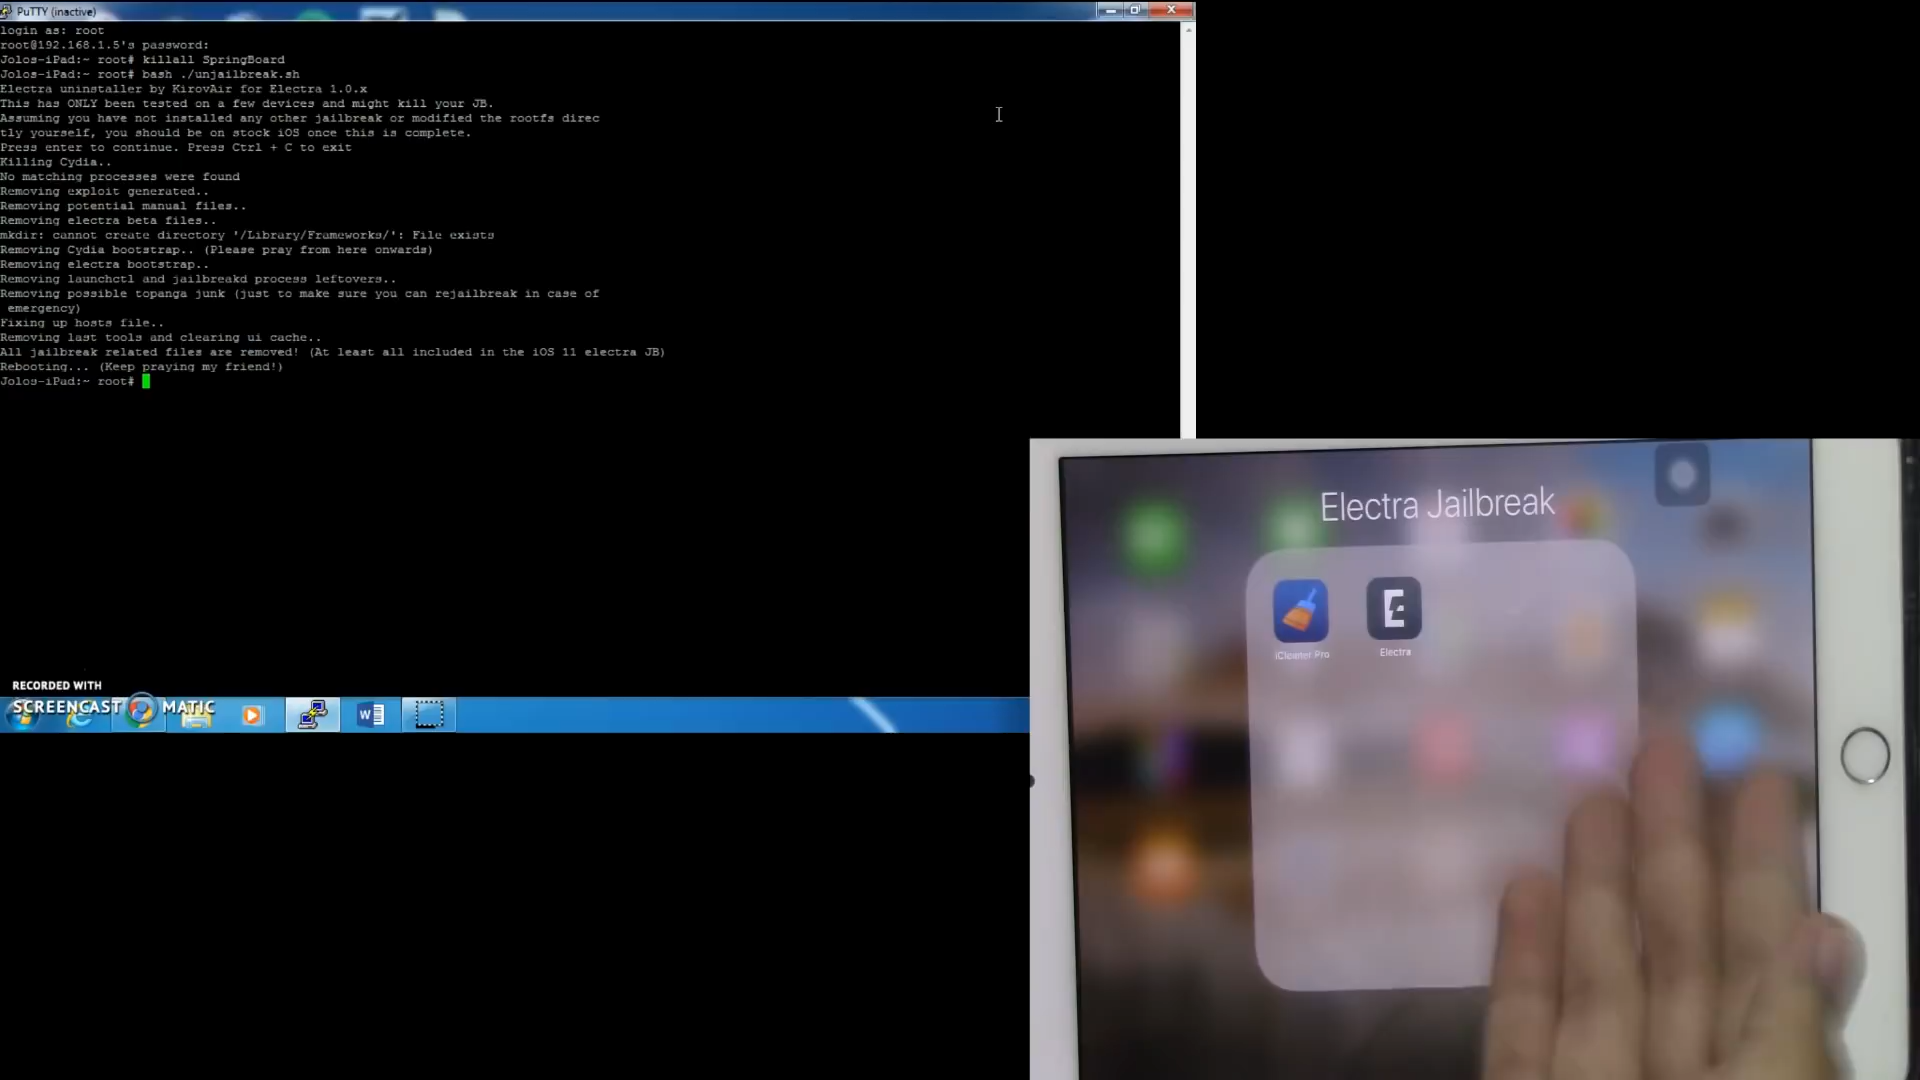 PuTTY (inactive)
login as: root
root@192.168.1.5's password:
Jolos-iPad:~ root# killall SpringBoard
Jolos-iPad:~ root# bash ./unjailbreak.sh
Electra uninstaller by KirovAir for Electra 1.0.x
This has ONLY been tested on a few devices and might kill your JB.
Assuming you have not installed any other jailbreak or modified the rootfs direc
tly yourself, you should be on stock iOS once this is complete.
Press enter to continue. Press Ctrl + C to exit
Killing Cydia..
No matching processes were found
Removing exploit generated..
Removing potential manual files..
Removing electra beta files..
mkdir: cannot create directory '/Library/Frameworks/': File exists
Removing Cydia bootstrap.. (Please pray from here onwards)
Removing electra bootstrap..
Removing launchctl and jailbreakd process leftovers..
Removing possible topanga junk (just to make sure you can rejailbreak in case of
 emergency)
Fixing up hosts file..
Removing last tools and clearing ui cache..
All jailbreak related files are removed! (At least all included in the iOS 11 electra JB)
Rebooting... (Keep praying my friend!)
Jolos-iPad:~ root#
Electra Jailbreak
iCleaner Pro
Electra
RECORDED WITH
SCREENCAST MATIC